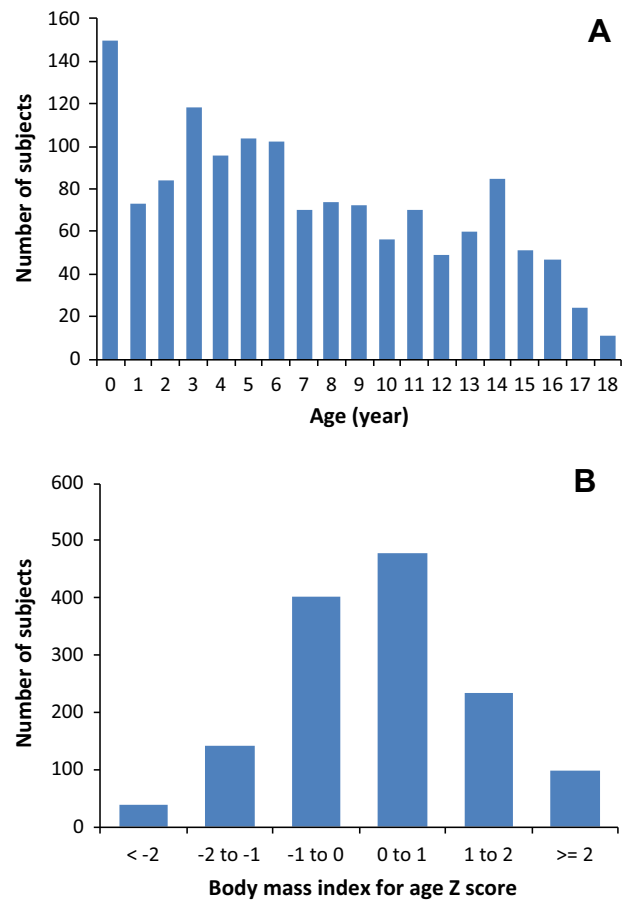 A
160
140
120
100
80
60
40
20
0
Number of subjects
0 1 2 3 4 5 6 7 8 9 10 11 12 13 14 15 16 17 18
Age (year)
B
600
500
400
300
200
100
0
Number of subjects
< -2 -2 to -1 -1 to 0 0 to 1 1 to 2 >= 2
Body mass index for age Z score